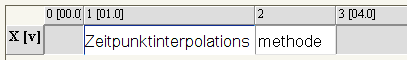 0 [00.0] 1 [01.0] 2 3 [04.0]
X [v] Zeitpunktinterpolations methode